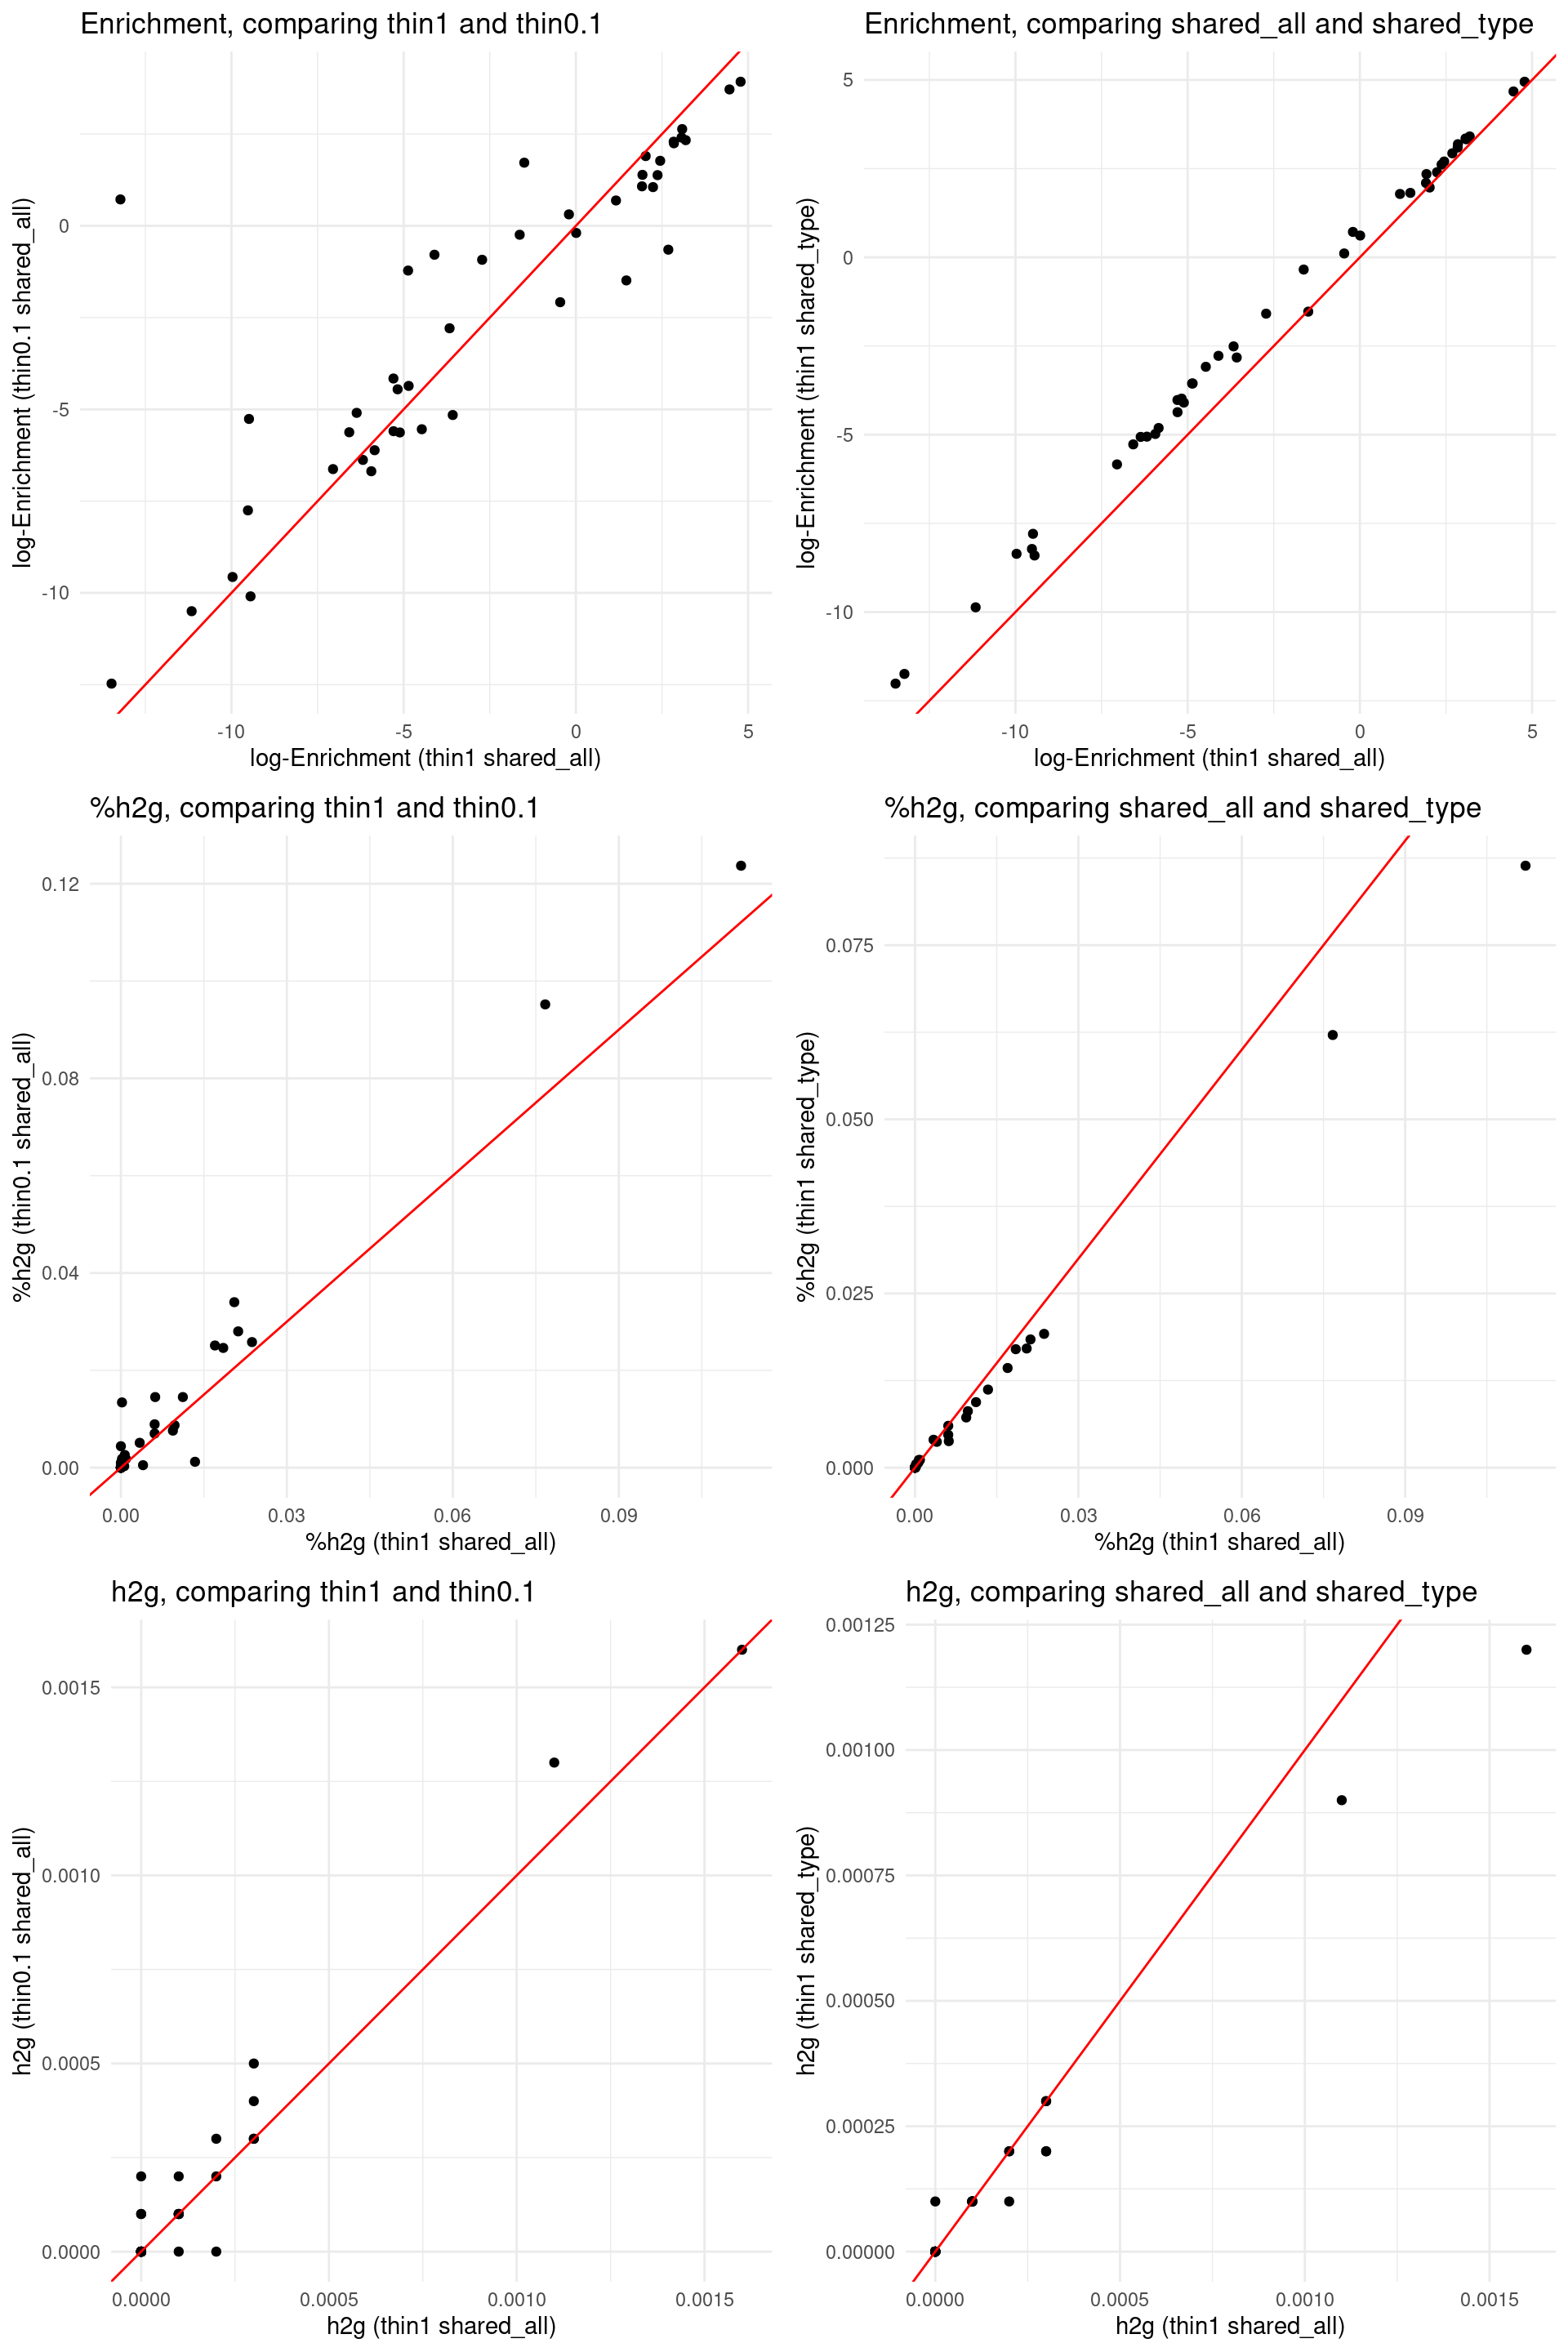 Enrichment, comparing thin1 and thin0.1
log-Enrichment (thin0.1 shared_all)
0
-5
-10
-10 -5 0 5
log-Enrichment (thin1 shared_all)
Enrichment, comparing shared_all and shared_type
log-Enrichment (thin1 shared_type)
5
0
-5
-10
-10 -5 0 5
log-Enrichment (thin1 shared_all)
%h2g, comparing thin1 and thin0.1
%h2g (thin0.1 shared_all)
0.12
0.08
0.04
0.00
0.00 0.03 0.06 0.09
%h2g (thin1 shared_all)
%h2g, comparing shared_all and shared_type
%h2g (thin1 shared_type)
0.075
0.050
0.025
0.000
0.00 0.03 0.06 0.09
%h2g (thin1 shared_all)
h2g, comparing thin1 and thin0.1
h2g (thin0.1 shared_all)
0.0015
0.0010
0.0005
0.0000
0.0000 0.0005 0.0010 0.0015
h2g (thin1 shared_all)
h2g, comparing shared_all and shared_type
h2g (thin1 shared_type)
0.00125
0.00100
0.00075
0.00050
0.00025
0.00000
0.0000 0.0005 0.0010 0.0015
h2g (thin1 shared_all)